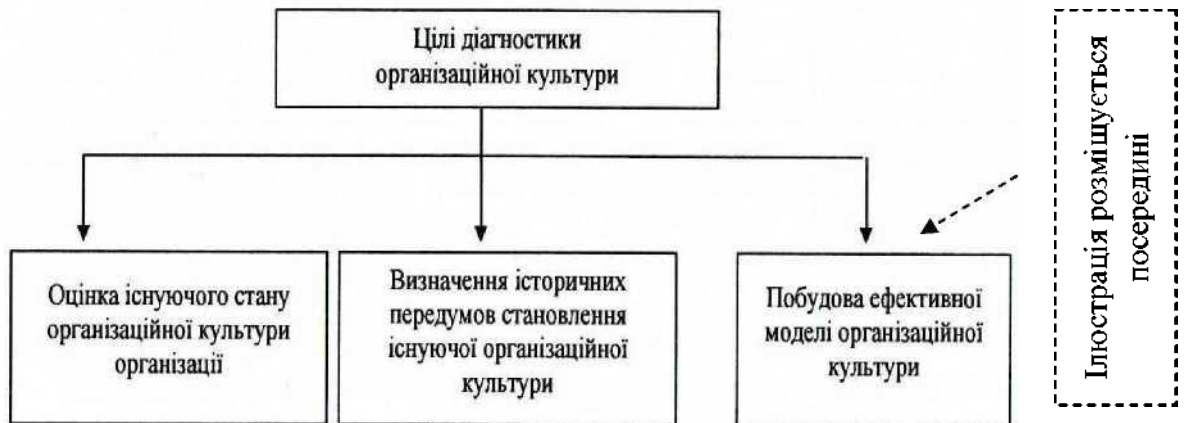 Цілі діагностики
організаційної культури
Оцінка існуючого стану
організаційної культури
організації
Визначення історичних
передумов становлення
існуючої організаційної
культури
Побудова ефективної
моделі організаційної
культури
Ілюстрація розміщується
посередині